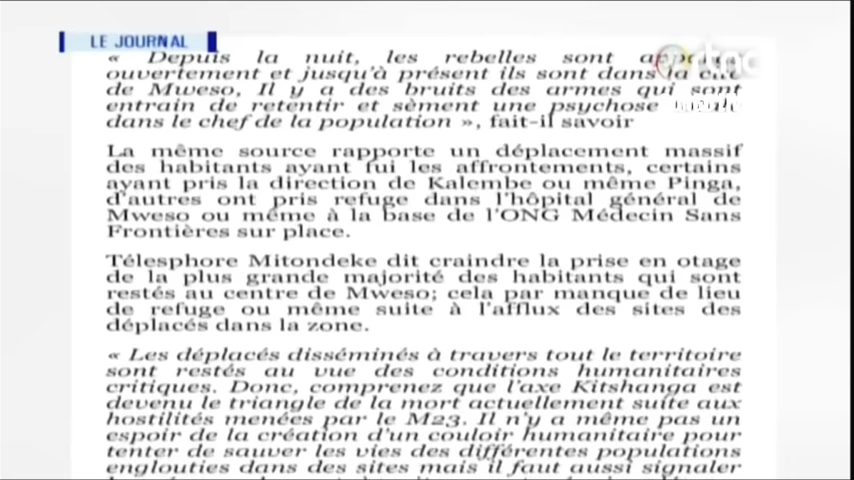 LE JOURNAL
rtnc
« Depuis la nuit, les rebelles sont
ouvertement et jusqu'à présent ils sont dans la cité
de Mweso, Il y a des bruits des armes qui sont
entrain de retentir et sèment une psychose
dans le chef de la population », fait-il savoir
La même source rapporte un déplacement massif
des habitants ayant fui les affrontements, certains
ayant pris la direction de Kalembe ou même Pinga,
d'autres ont pris refuge dans l'hôpital général de
Mweso ou même à la base de l'ONG Médecin Sans
Frontières sur place.
Télesphore Mitondeke dit craindre la prise en otage
de la plus grande majorité des habitants qui sont
restés au centre de Mweso; cela par manque de lieu
de refuge ou même suite à l'afflux des sites des
déplacés dans la zone.
« Les déplacés disséminés à travers tout le territoire
sont restés au vue des conditions humanitaires
critiques. Donc, comprenez que l'axe Kitshanga est
devenu le triangle de la mort actuellement suite aux
hostilités menées par le M23. Il n'y a même pas un
espoir de la création d'un couloir humanitaire pour
tenter de sauver les vies des différentes populations
englouties dans des sites mais il faut aussi signaler